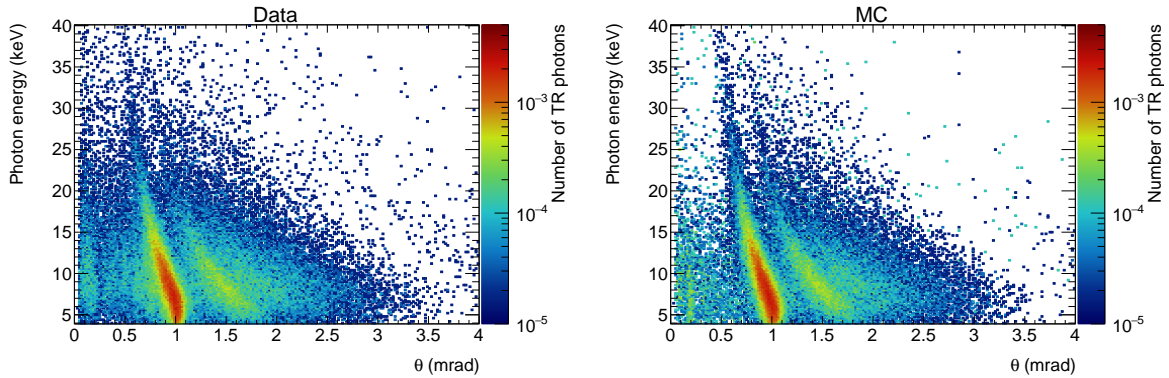 Data
Photon energy (keV)
40
35
30
25
20
15
10
5
0 0.5 1 1.5 2 2.5 3 3.5 4
θ (mrad)
Number of TR photons
10⁻³
10⁻⁴
10⁻⁵
MC
Photon energy (keV)
40
35
30
25
20
15
10
5
0 0.5 1 1.5 2 2.5 3 3.5 4
θ (mrad)
Number of TR photons
10⁻³
10⁻⁴
10⁻⁵